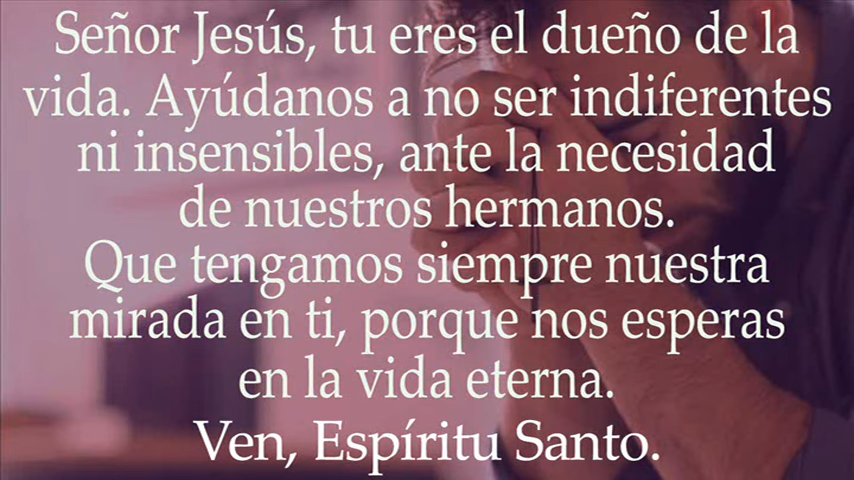 Señor Jesús, tu eres el dueño de la
vida. Ayúdanos a no ser indiferentes
ni insensibles, ante la necesidad
de nuestros hermanos.
Que tengamos siempre nuestra
mirada en ti, porque nos esperas
en la vida eterna.
Ven, Espíritu Santo.